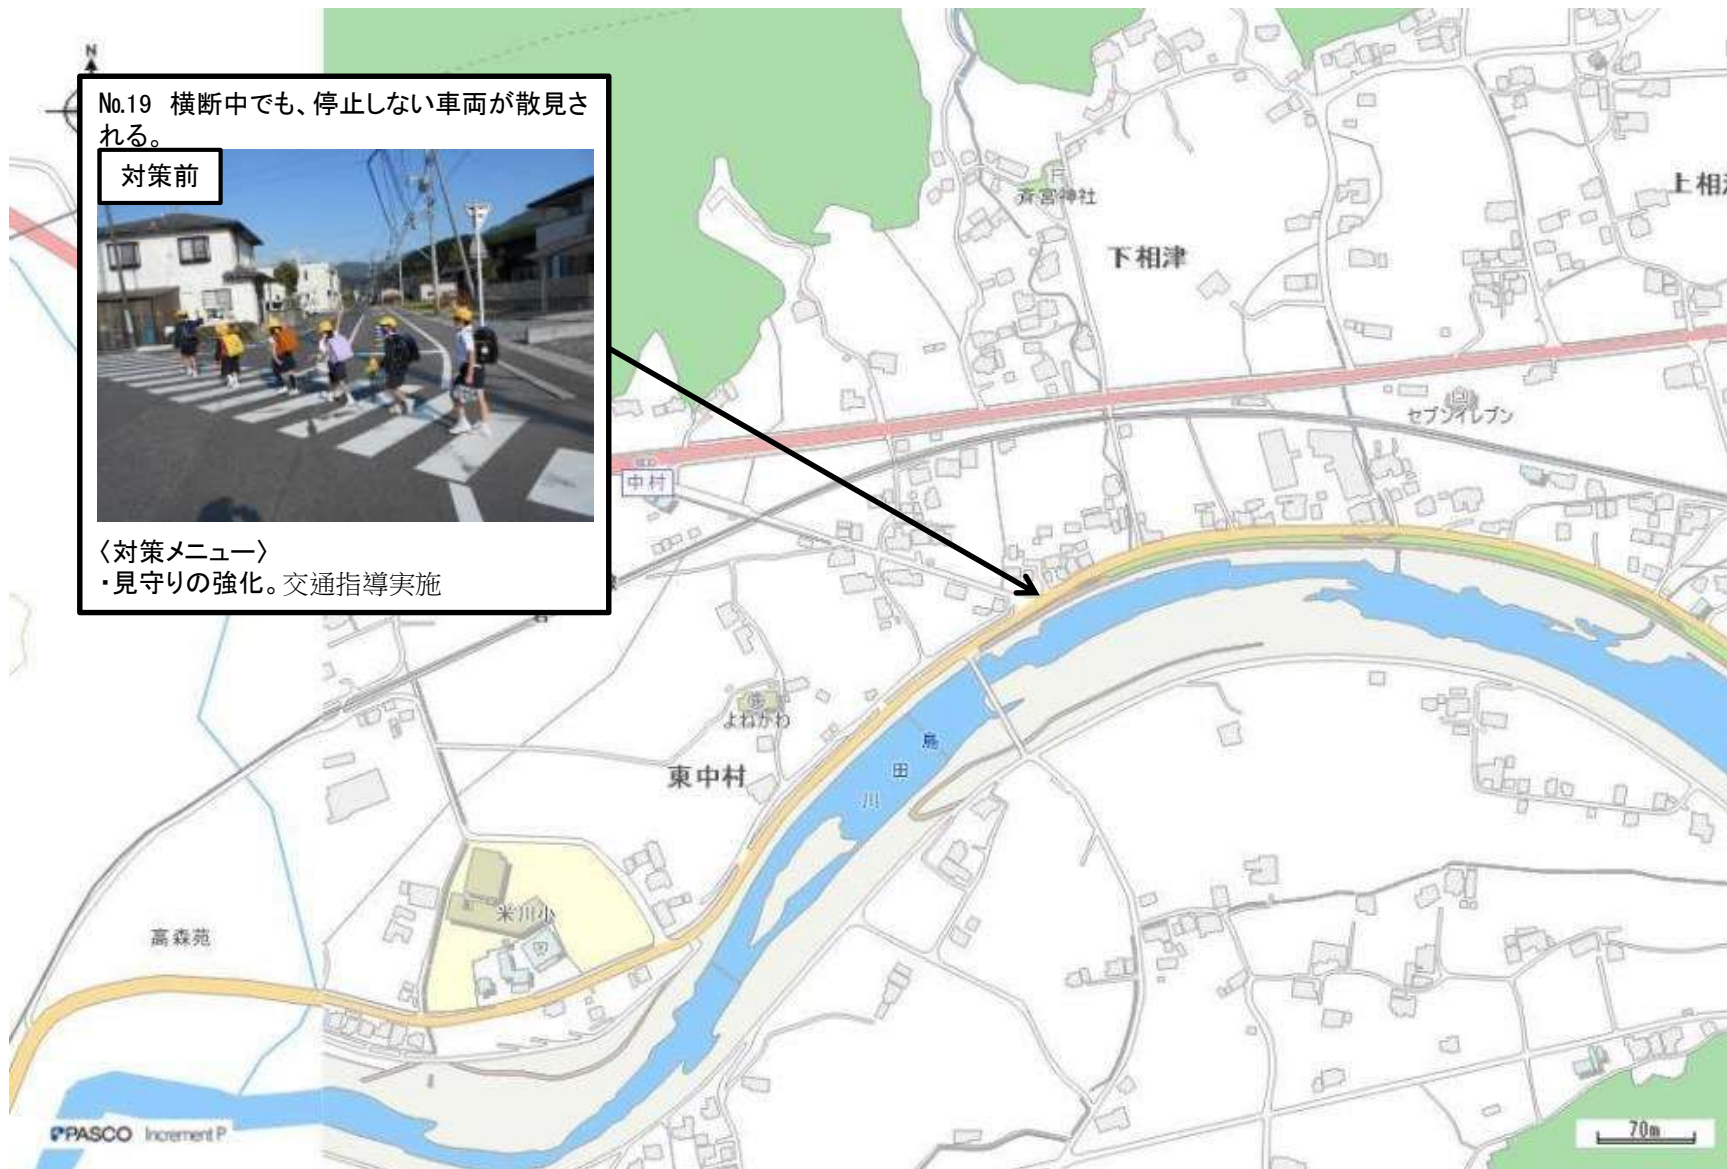 N
No.19 横断中でも、停止しない車両が散見さ
れる。
対策前
〈対策メニュー〉
・見守りの強化。交通指導実施
斉宮神社
下相津
上相
セブンイレブン
中村
よねかわ
東中村
島
田
川
米川小
高森苑
PASCO Increment P
70m